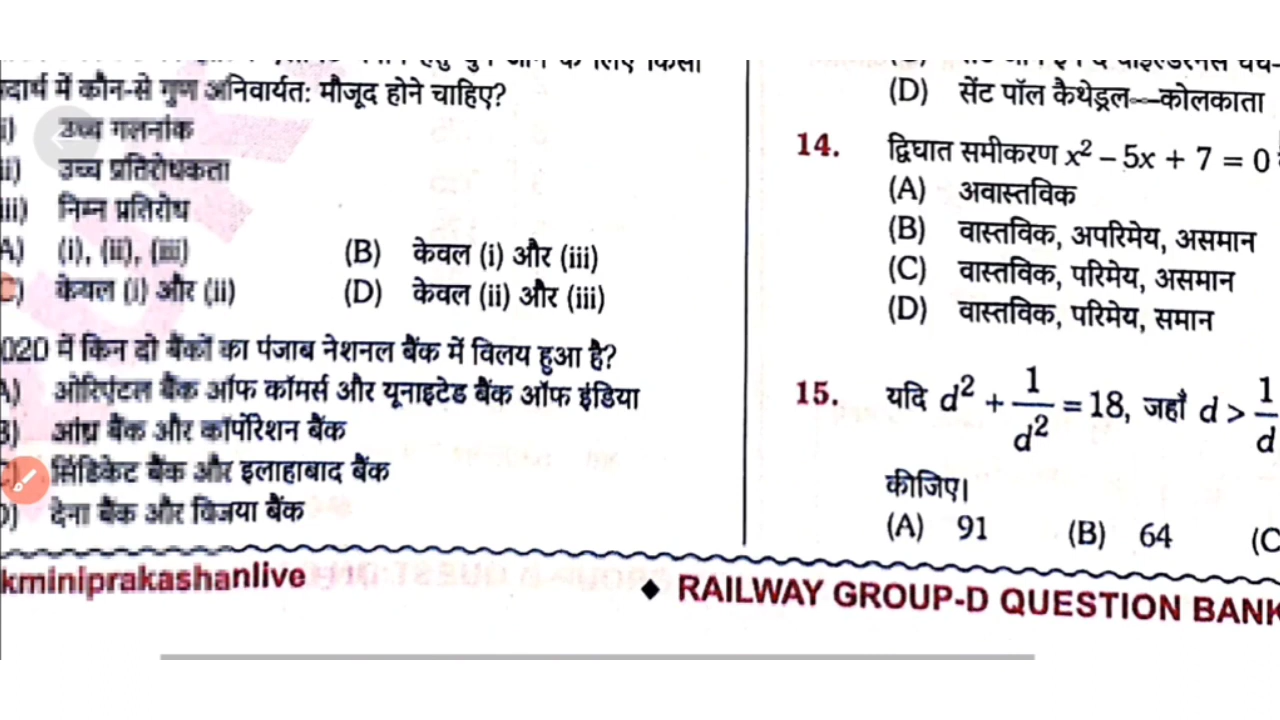 में कौन-से गुण अनिवार्यत: मौजूद होने चाहिए?
i) उच्च गलनांक
ii) उच्च प्रतिरोधकता
iii) निम्न प्रतिरोध
A) (i), (ii), (iii) (B) केवल (i) और (iii)
C) केवल (i) और (ii) (D) केवल (ii) और (iii)
020 में किन दो बैंकों का पंजाब नेशनल बैंक में विलय हुआ है?
A) ओरिएंटल बैंक ऑफ कॉमर्स और यूनाइटेड बैंक ऑफ इंडिया
B) आंध्र बैंक और कॉर्पोरेशन बैंक
C) सिंडिकेट बैंक और इलाहाबाद बैंक
D) देना बैंक और विजया बैंक
kminiprakashanlive
(D) सेंट पॉल कैथेड्रल—कोलकाता
14. द्विघात समीकरण x² – 5x + 7 = 0
(A) अवास्तविक
(B) वास्तविक, अपरिमेय, असमान
(C) वास्तविक, परिमेय, असमान
(D) वास्तविक, परिमेय, समान
15. यदि d² + 1/d² = 18, जहाँ d > 1/d
कीजिए।
(A) 91 (B) 64 (C
◆ RAILWAY GROUP-D QUESTION BANK